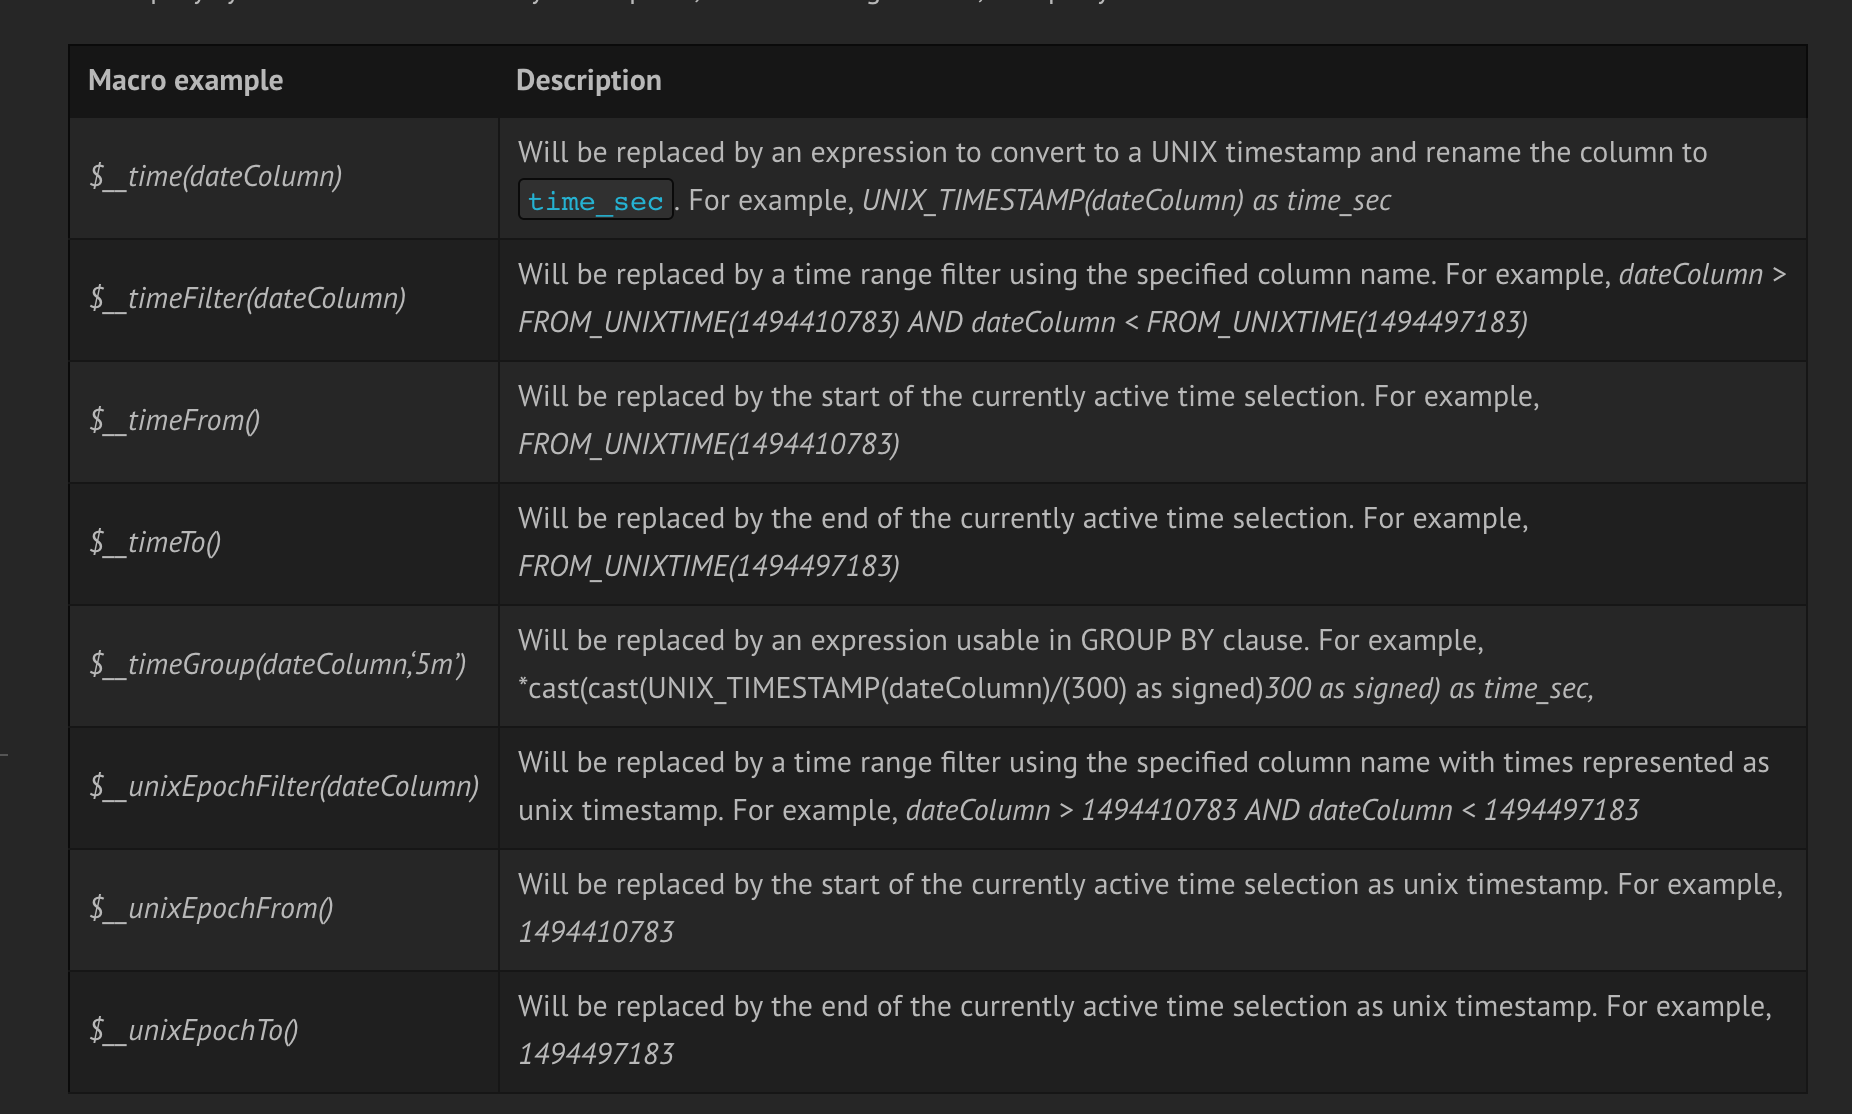 Macro example Description
$__time(dateColumn)
Will be replaced by an expression to convert to a UNIX timestamp and rename the column to
time_sec. For example, UNIX_TIMESTAMP(dateColumn) as time_sec
$__timeFilter(dateColumn)
Will be replaced by a time range filter using the specified column name. For example, dateColumn >
FROM_UNIXTIME(1494410783) AND dateColumn < FROM_UNIXTIME(1494497183)
$__timeFrom()
Will be replaced by the start of the currently active time selection. For example,
FROM_UNIXTIME(1494410783)
$__timeTo()
Will be replaced by the end of the currently active time selection. For example,
FROM_UNIXTIME(1494497183)
$__timeGroup(dateColumn,‘5m’)
Will be replaced by an expression usable in GROUP BY clause. For example,
*cast(cast(UNIX_TIMESTAMP(dateColumn)/(300) as signed)300 as signed) as time_sec,
$__unixEpochFilter(dateColumn)
Will be replaced by a time range filter using the specified column name with times represented as
unix timestamp. For example, dateColumn > 1494410783 AND dateColumn < 1494497183
$__unixEpochFrom()
Will be replaced by the start of the currently active time selection as unix timestamp. For example,
1494410783
$__unixEpochTo()
Will be replaced by the end of the currently active time selection as unix timestamp. For example,
1494497183